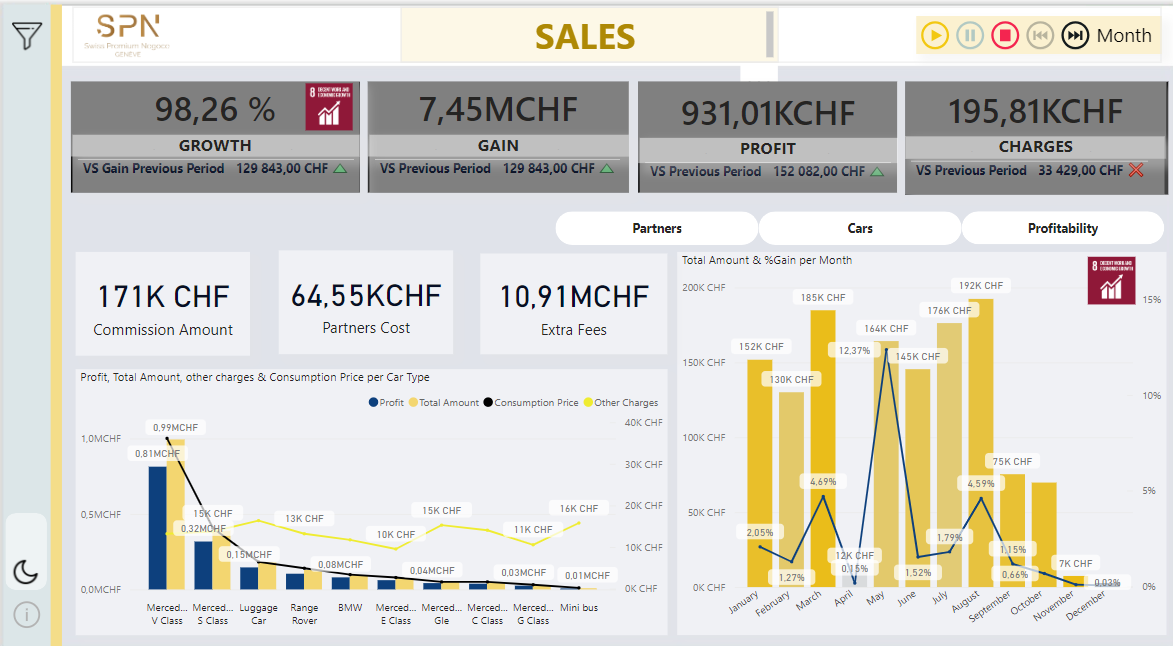 SPN
Swiss Premium Negoce
GENÈVE
SALES
Month
98,26 %
8 DECENT WORK AND
ECONOMIC GROWTH
GROWTH
VS Gain Previous Period 129 843,00 CHF
7,45MCHF
GAIN
VS Previous Period 129 843,00 CHF
931,01KCHF
PROFIT
VS Previous Period 152 082,00 CHF
195,81KCHF
CHARGES
VS Previous Period 33 429,00 CHF
Partners
Cars
Profitability
171K CHF
Commission Amount
64,55KCHF
Partners Cost
10,91MCHF
Extra Fees
Profit, Total Amount, other charges & Consumption Price per Car Type
Profit Total Amount Consumption Price Other Charges
1,0MCHF
0,5MCHF
0,0MCHF
40K CHF
30K CHF
20K CHF
10K CHF
0K CHF
0,99MCHF
0,81MCHF
15K CHF
0,32MCHF
0,15MCHF
13K CHF
0,08MCHF
10K CHF
15K CHF
0,04MCHF
11K CHF
0,03MCHF
16K CHF
0,01MCHF
Merced... V Class
Merced... S Class
Luggage Car
Range Rover
BMW
Merced... E Class
Merced... Gle
Merced... C Class
Merced... G Class
Mini bus
Total Amount & %Gain per Month
8 DECENT WORK AND
ECONOMIC GROWTH
200K CHF
150K CHF
100K CHF
50K CHF
0K CHF
15%
10%
5%
0%
152K CHF
130K CHF
185K CHF
12K CHF
164K CHF
145K CHF
176K CHF
192K CHF
75K CHF
7K CHF
2,05%
1,27%
4,69%
0,15%
12,37%
1,52%
1,79%
4,59%
1,15%
0,66%
0,03%
January
February
March
April
May
June
July
August
September
October
November
December